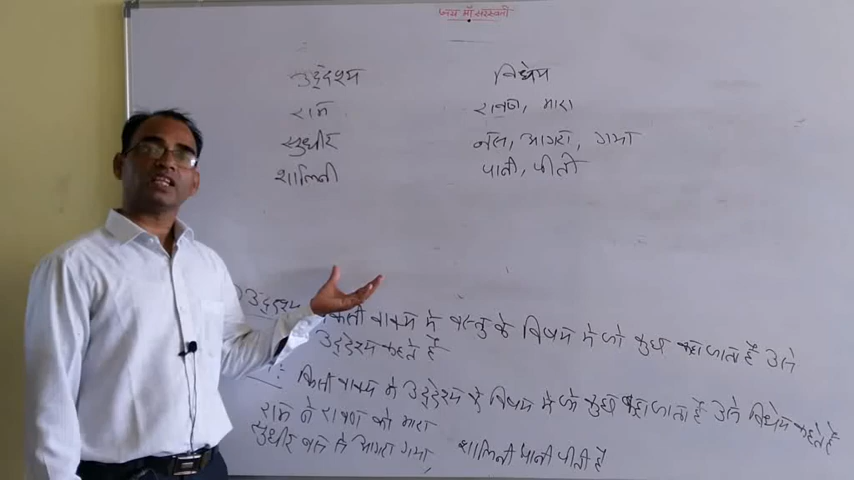 जय माँ सरस्वती
उद्देश्य विधेय
राम रावण, मारा
सुधीर बस, आगरा, गया
शालिनी पानी, पीती
उद्देश्य किसी वाक्य मे वस्तु के विषय मे जो कुछ कहा जाता है उसे
उद्देश्य कहते है
किसी वाक्य मे उद्देश्य के विषय मे जो कुछ कहा जाता है उसे विधेय कहते है
राम ने रावण को मारा
सुधीर बस से आगरा गया, शालिनी पानी पीती है